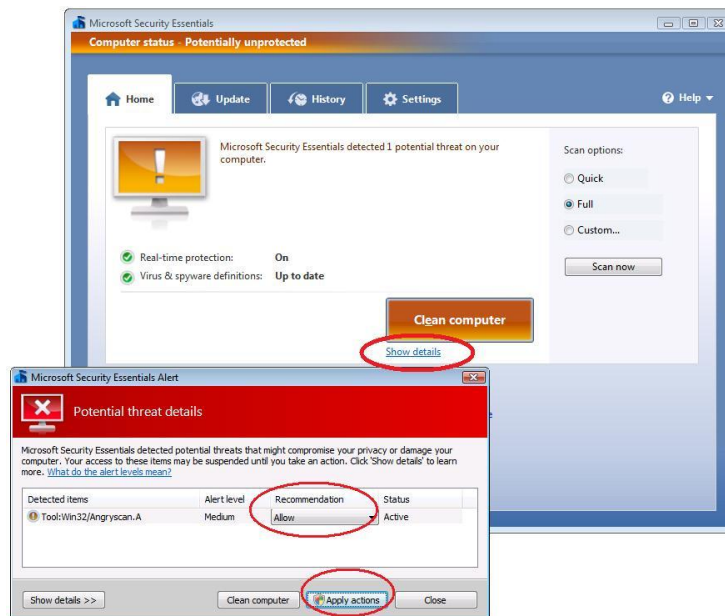 Microsoft Security Essentials
Computer status - Potentially unprotected
Home
Update
History
Settings
Help
Microsoft Security Essentials detected 1 potential threat on your
computer.
Real-time protection: On
Virus & spyware definitions: Up to date
Scan options:
Quick
Full
Custom...
Scan now
Clean computer
Show details
Microsoft Security Essentials Alert
Potential threat details
Microsoft Security Essentials detected potential threats that might compromise your privacy or damage your
computer. Your access to these items may be suspended until you take an action. Click 'Show details' to learn
more. What do the alert levels mean?
Detected items Alert level Recommendation Status
Tool:Win32/Angryscan.A Medium Allow Active
Show details >> Clean computer Apply actions Close